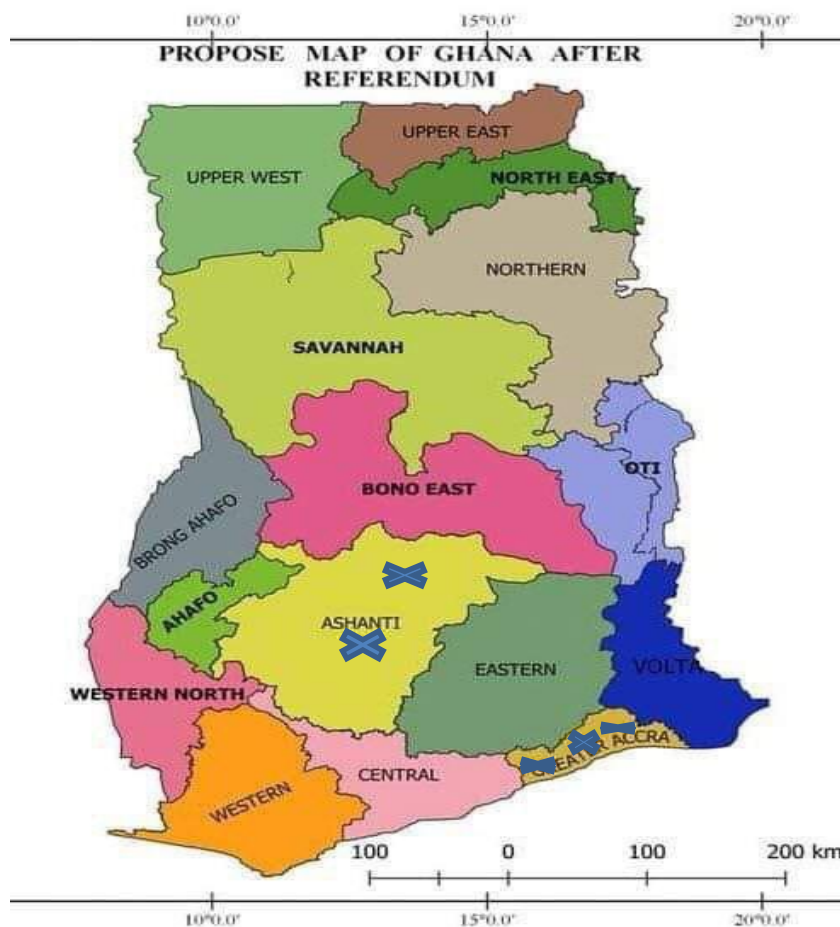 10°0.0' 15°0.0' 20°0.0'
PROPOSE MAP OF GHANA AFTER
REFERENDUM
UPPER EAST
UPPER WEST
NORTH EAST
NORTHERN
SAVANNAH
OTI
BONO EAST
BRONG AHAFO
AHAFO
ASHANTI
EASTERN
VOLTA
WESTERN NORTH
GREATER ACCRA
CENTRAL
WESTERN
100 0 100 200 km
10°0.0' 15°0.0' 20°0.0'